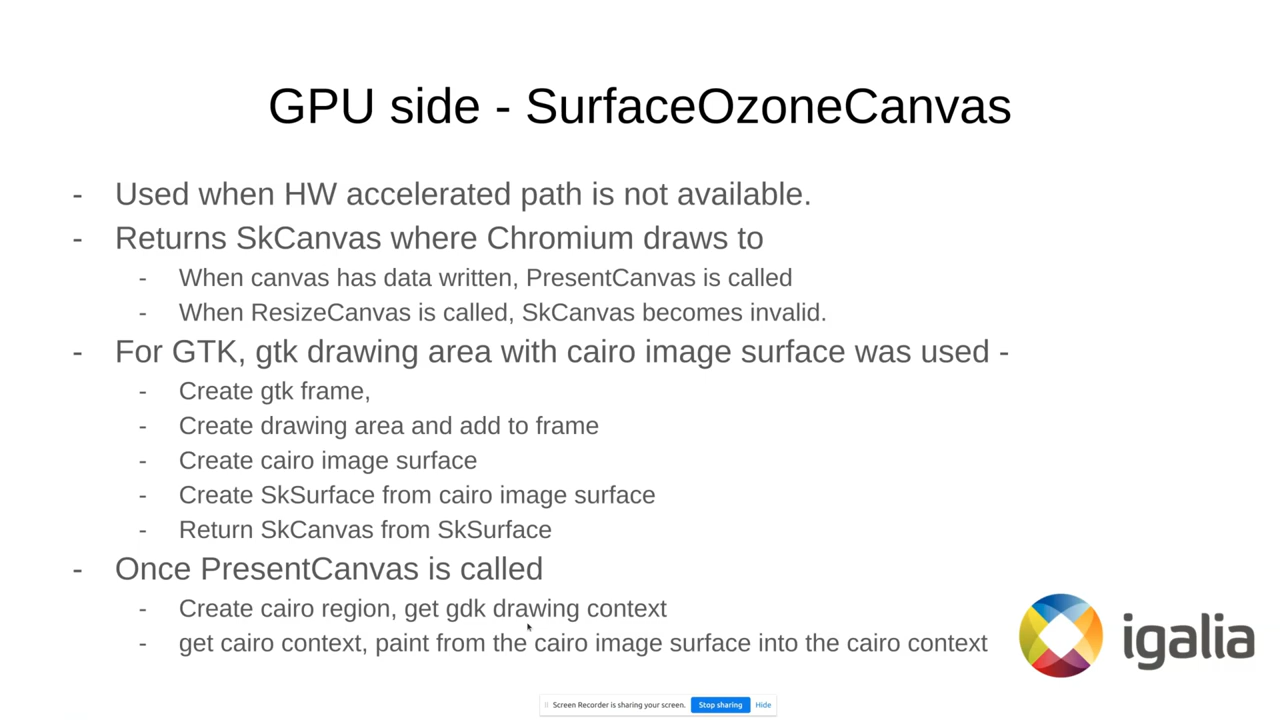 GPU side - SurfaceOzoneCanvas
- Used when HW accelerated path is not available.
- Returns SkCanvas where Chromium draws to
- When canvas has data written, PresentCanvas is called
- When ResizeCanvas is called, SkCanvas becomes invalid.
- For GTK, gtk drawing area with cairo image surface was used -
- Create gtk frame,
- Create drawing area and add to frame
- Create cairo image surface
- Create SkSurface from cairo image surface
- Return SkCanvas from SkSurface
- Once PresentCanvas is called
- Create cairo region, get gdk drawing context
- get cairo context, paint from the cairo image surface into the cairo context
igalia
Screen Recorder is sharing your screen. Stop sharing Hide